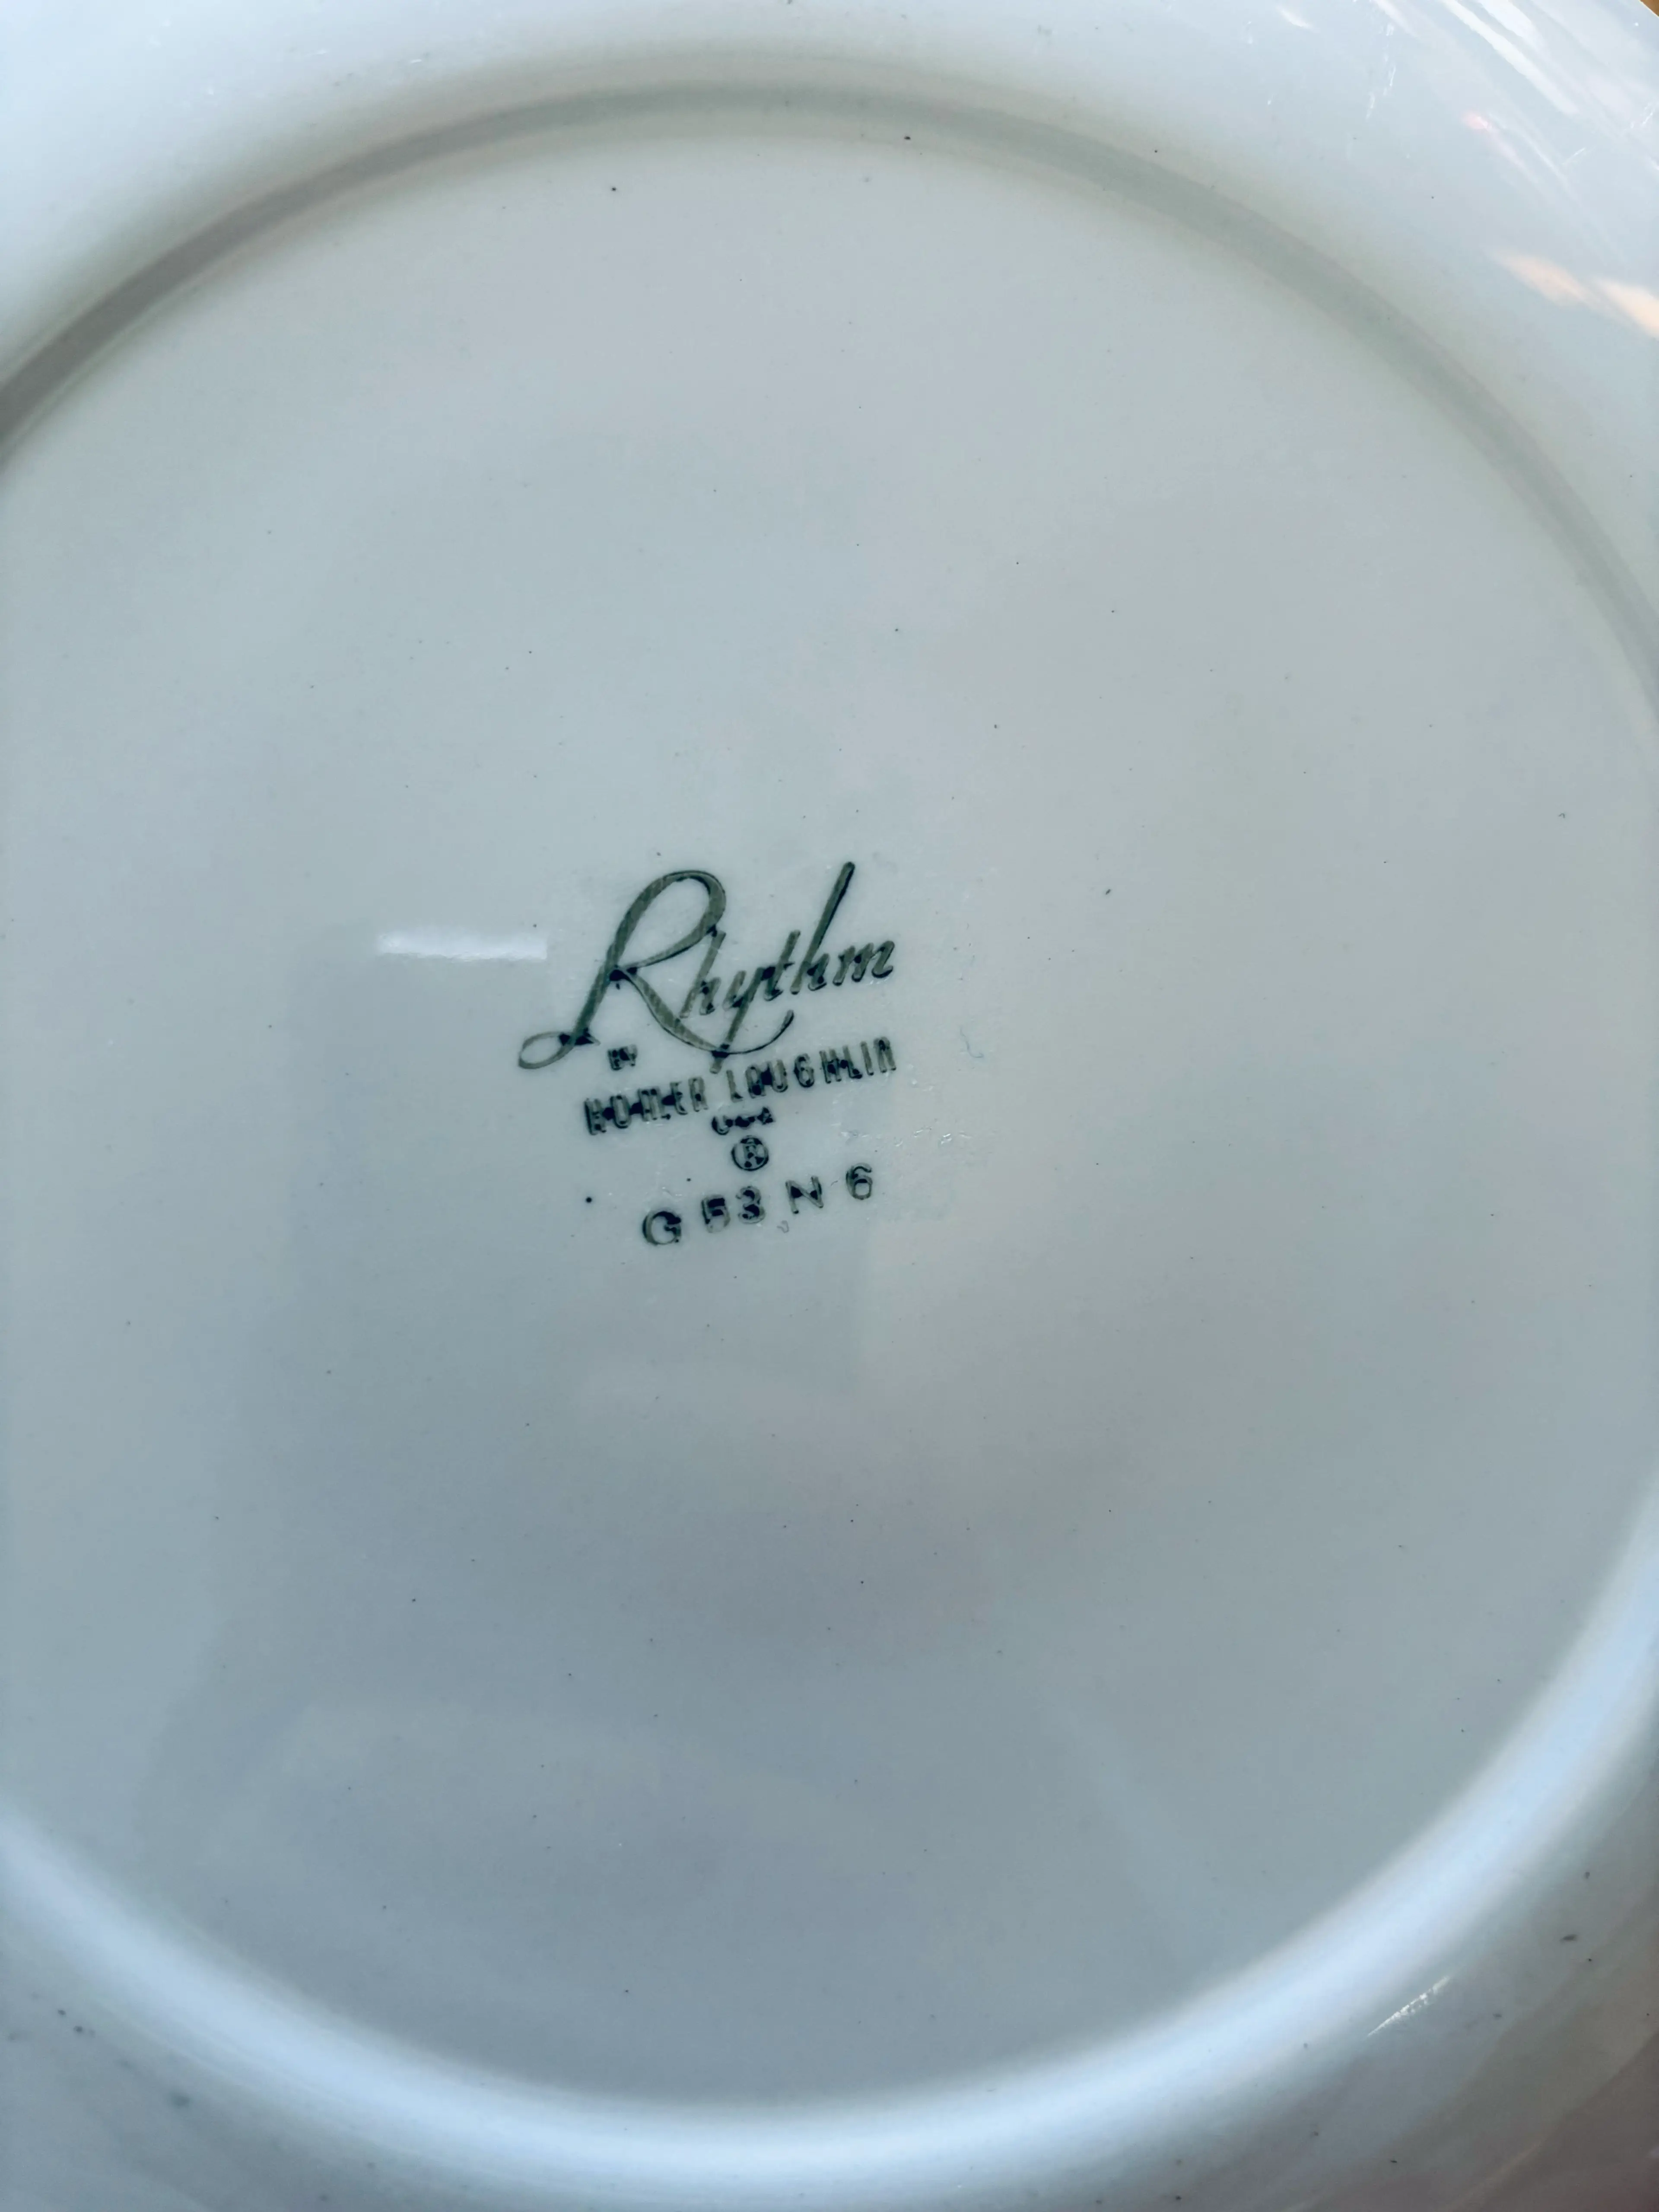 Rhythm
BY
HOMER LAUGHLIN
USA
®
G 53 N 6